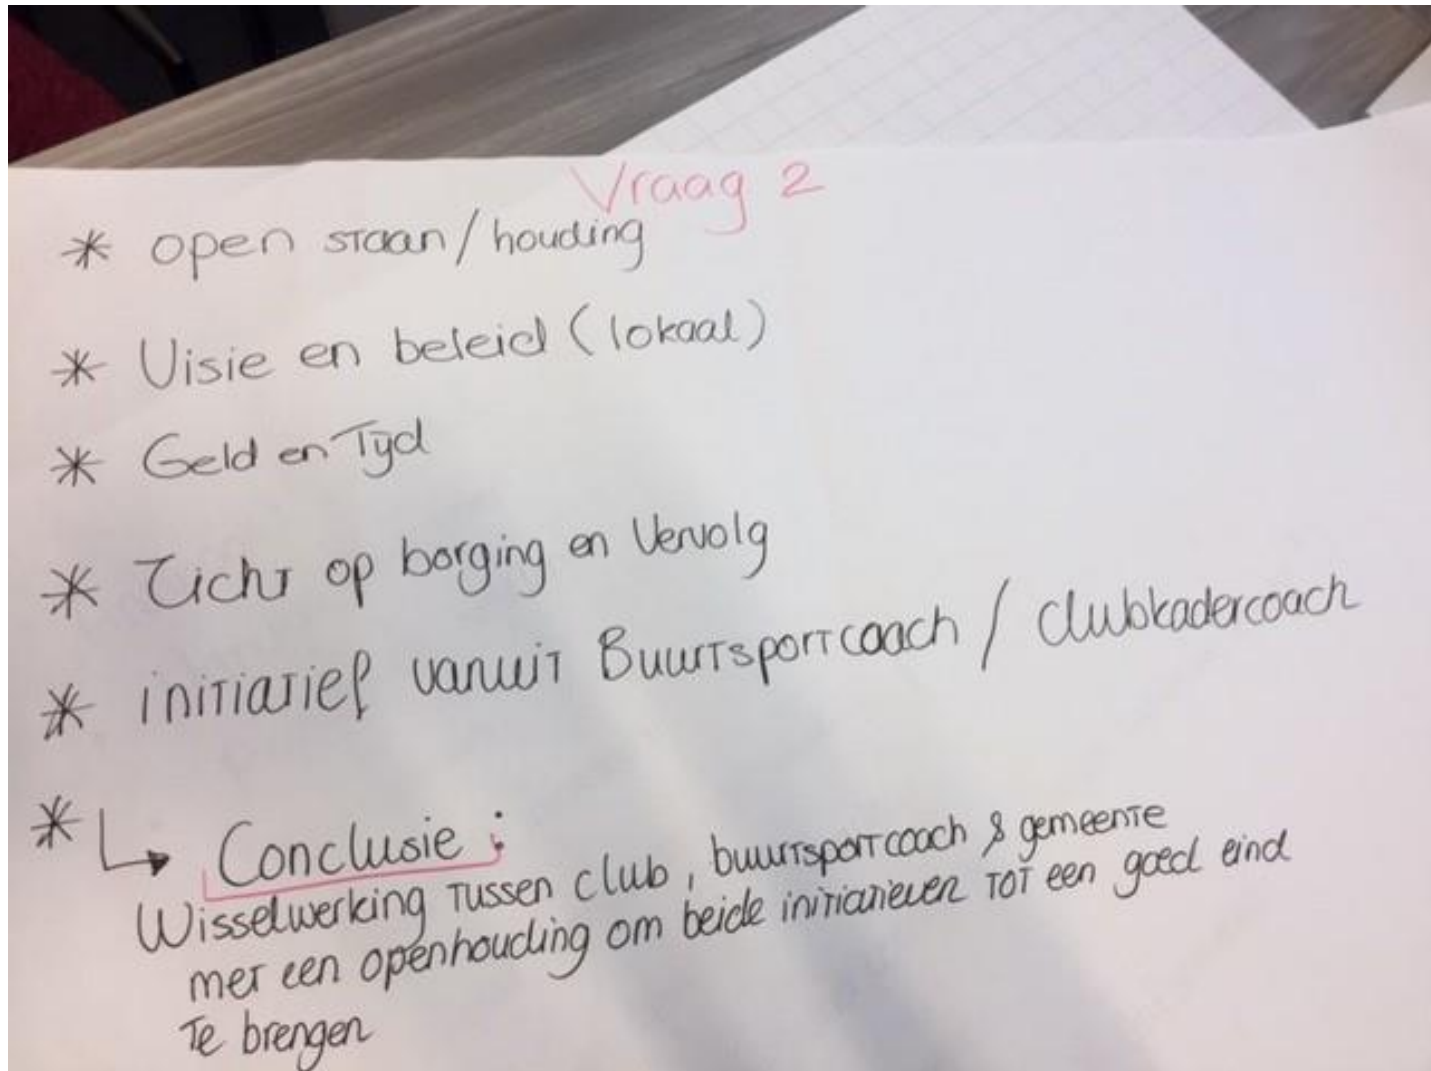 Vraag 2
* open staan/houding
* Visie en beleid (lokaal)
* Geld en Tijd
* Zicht op borging en Vervolg
* initiatief vanuit Buurtsportcoach / clubkadercoach
* ↳ Conclusie :
Wisselwerking tussen club, buurtsportcoach & gemeente
met een openhouding om beide initiatieven tot een goed eind
te brengen